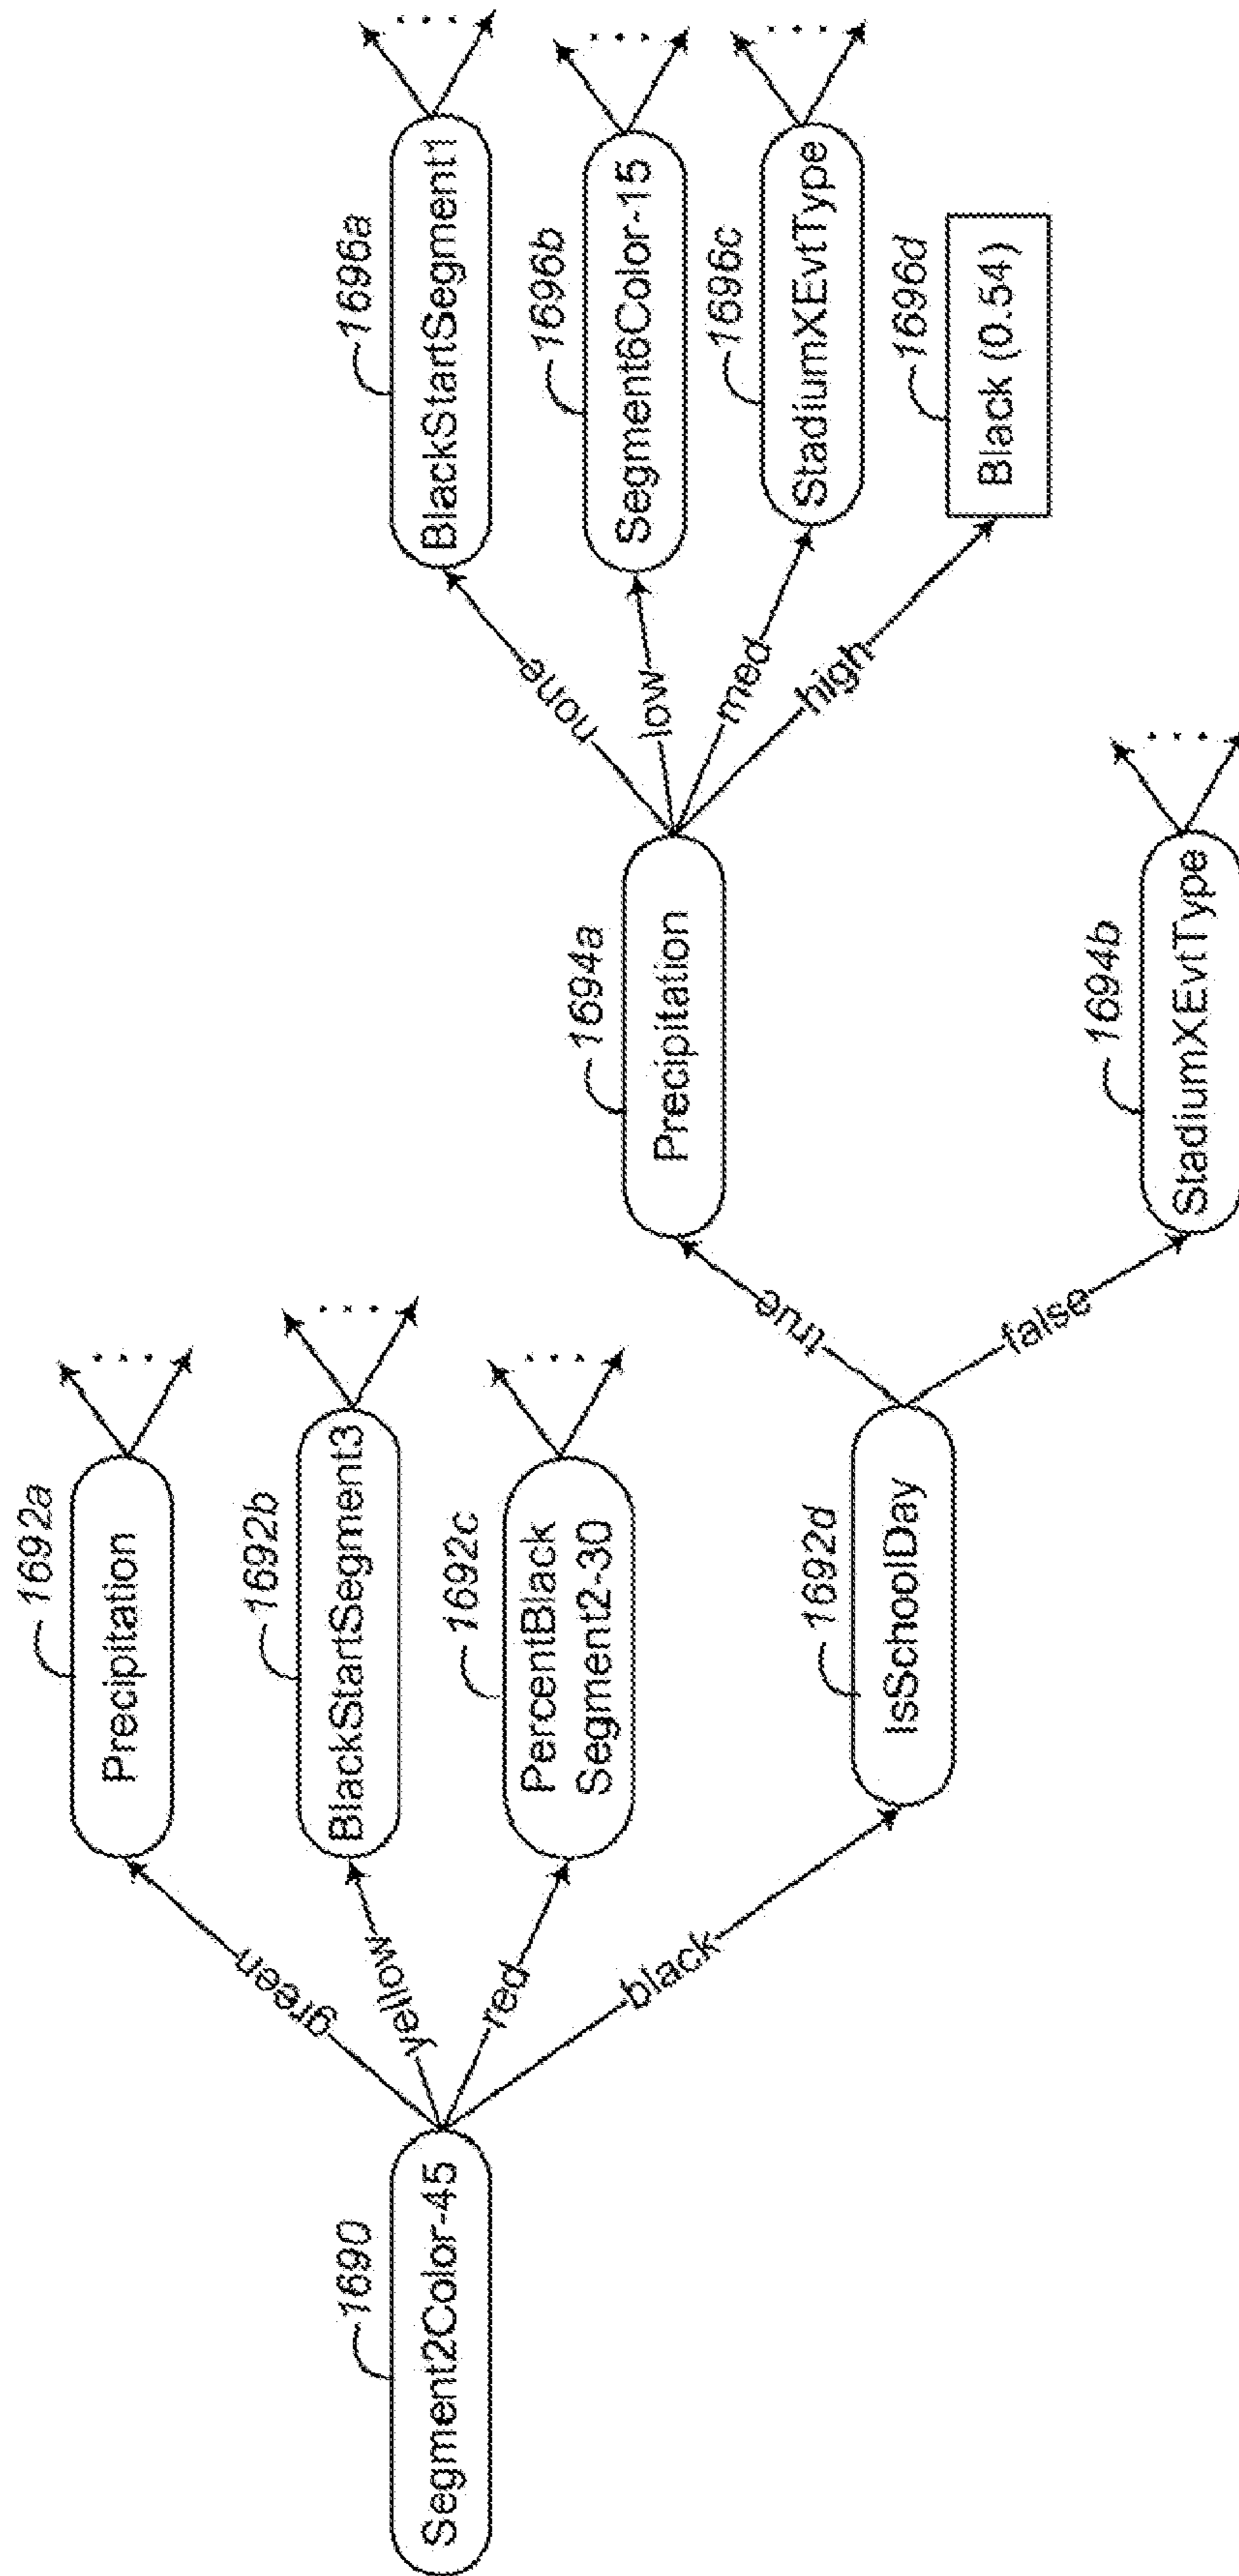 1690
Segment2Color-45
green
yellow
red
black
1692a
Precipitation
1692b
BlackStartSegment3
1692c
PercentBlack
Segment2-30
1692d
IsSchoolDay
true
false
1694a
Precipitation
1694b
StadiumXEvtType
none
low
med
high
1696a
BlackStartSegment1
1696b
Segment6Color-15
1696c
StadiumXEvtType
1696d
Black (0.54)